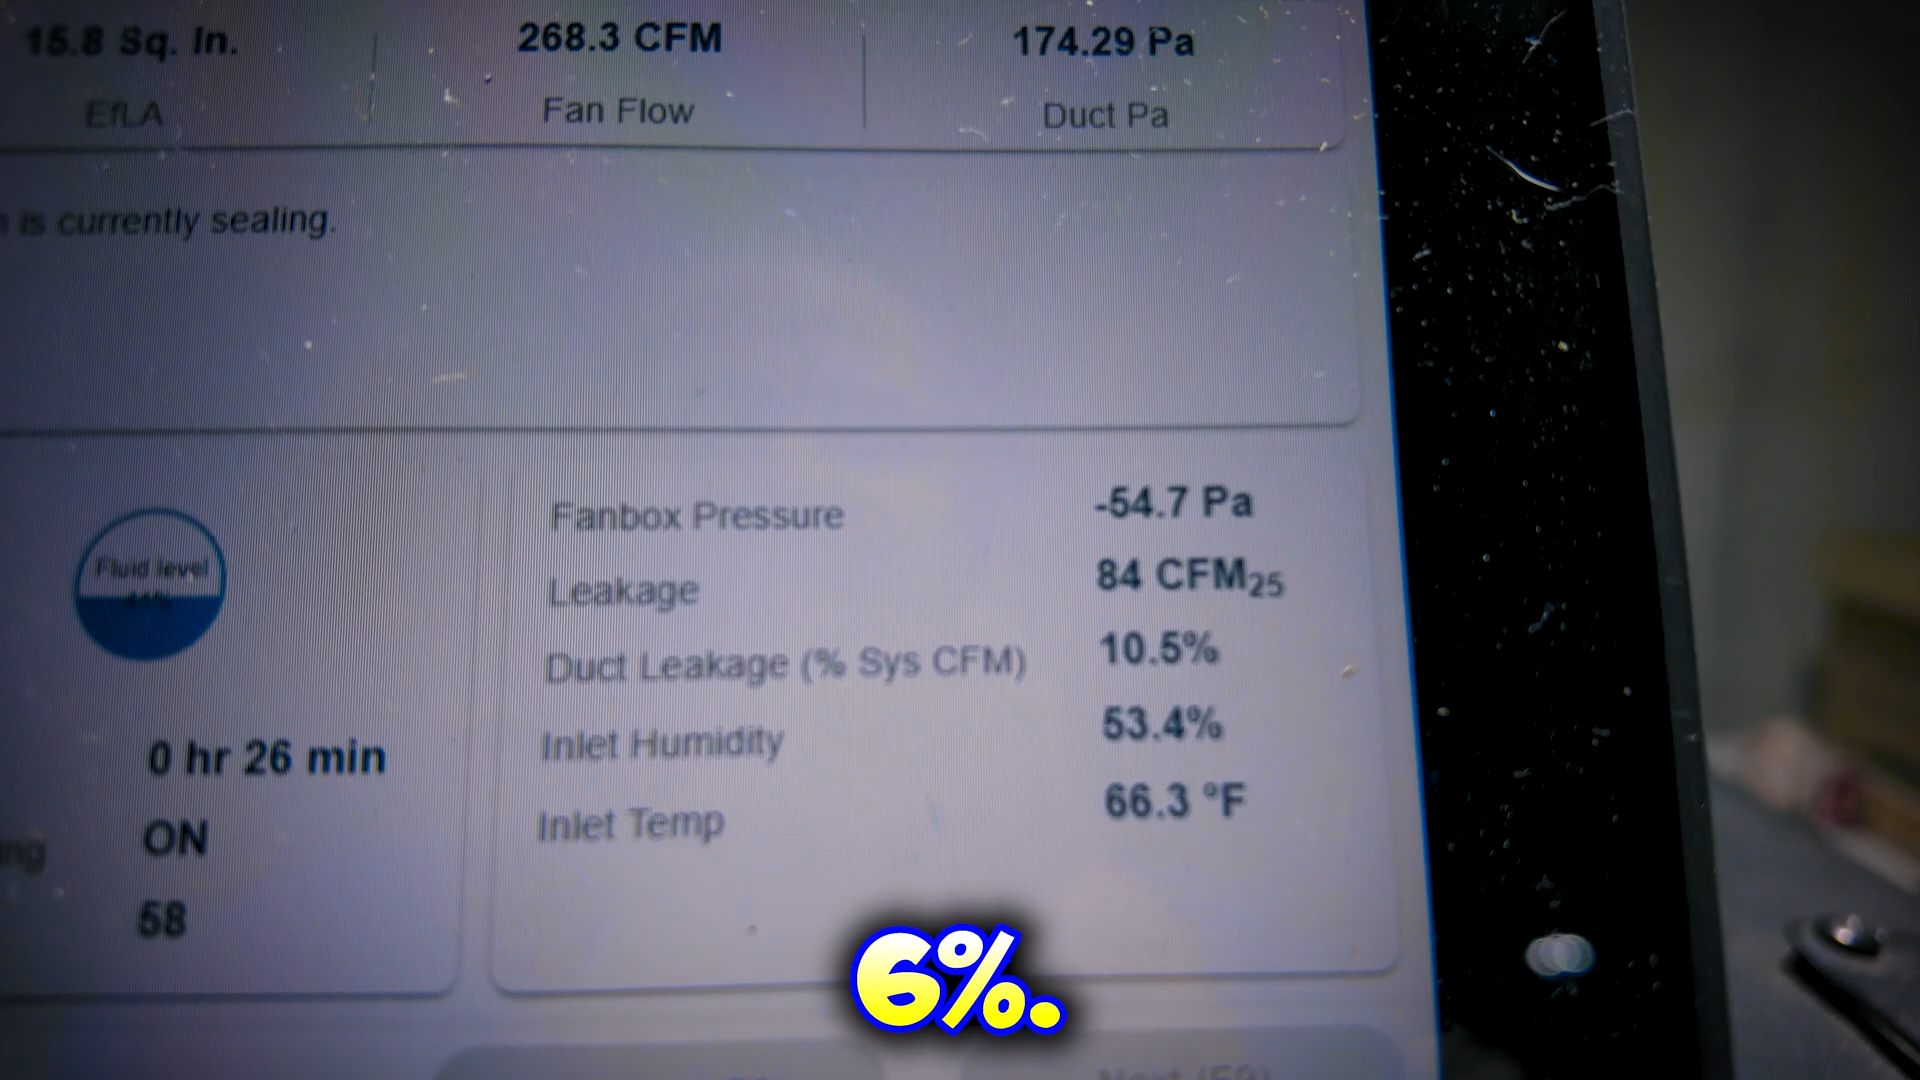 15.8 Sq. In.
EfLA
268.3 CFM
Fan Flow
174.29 Pa
Duct Pa
is currently sealing.
Fluid level
0 hr 26 min
ON
58
Fanbox Pressure -54.7 Pa
Leakage 84 CFM25
Duct Leakage (% Sys CFM) 10.5%
Inlet Humidity 53.4%
Inlet Temp 66.3 °F
6%.